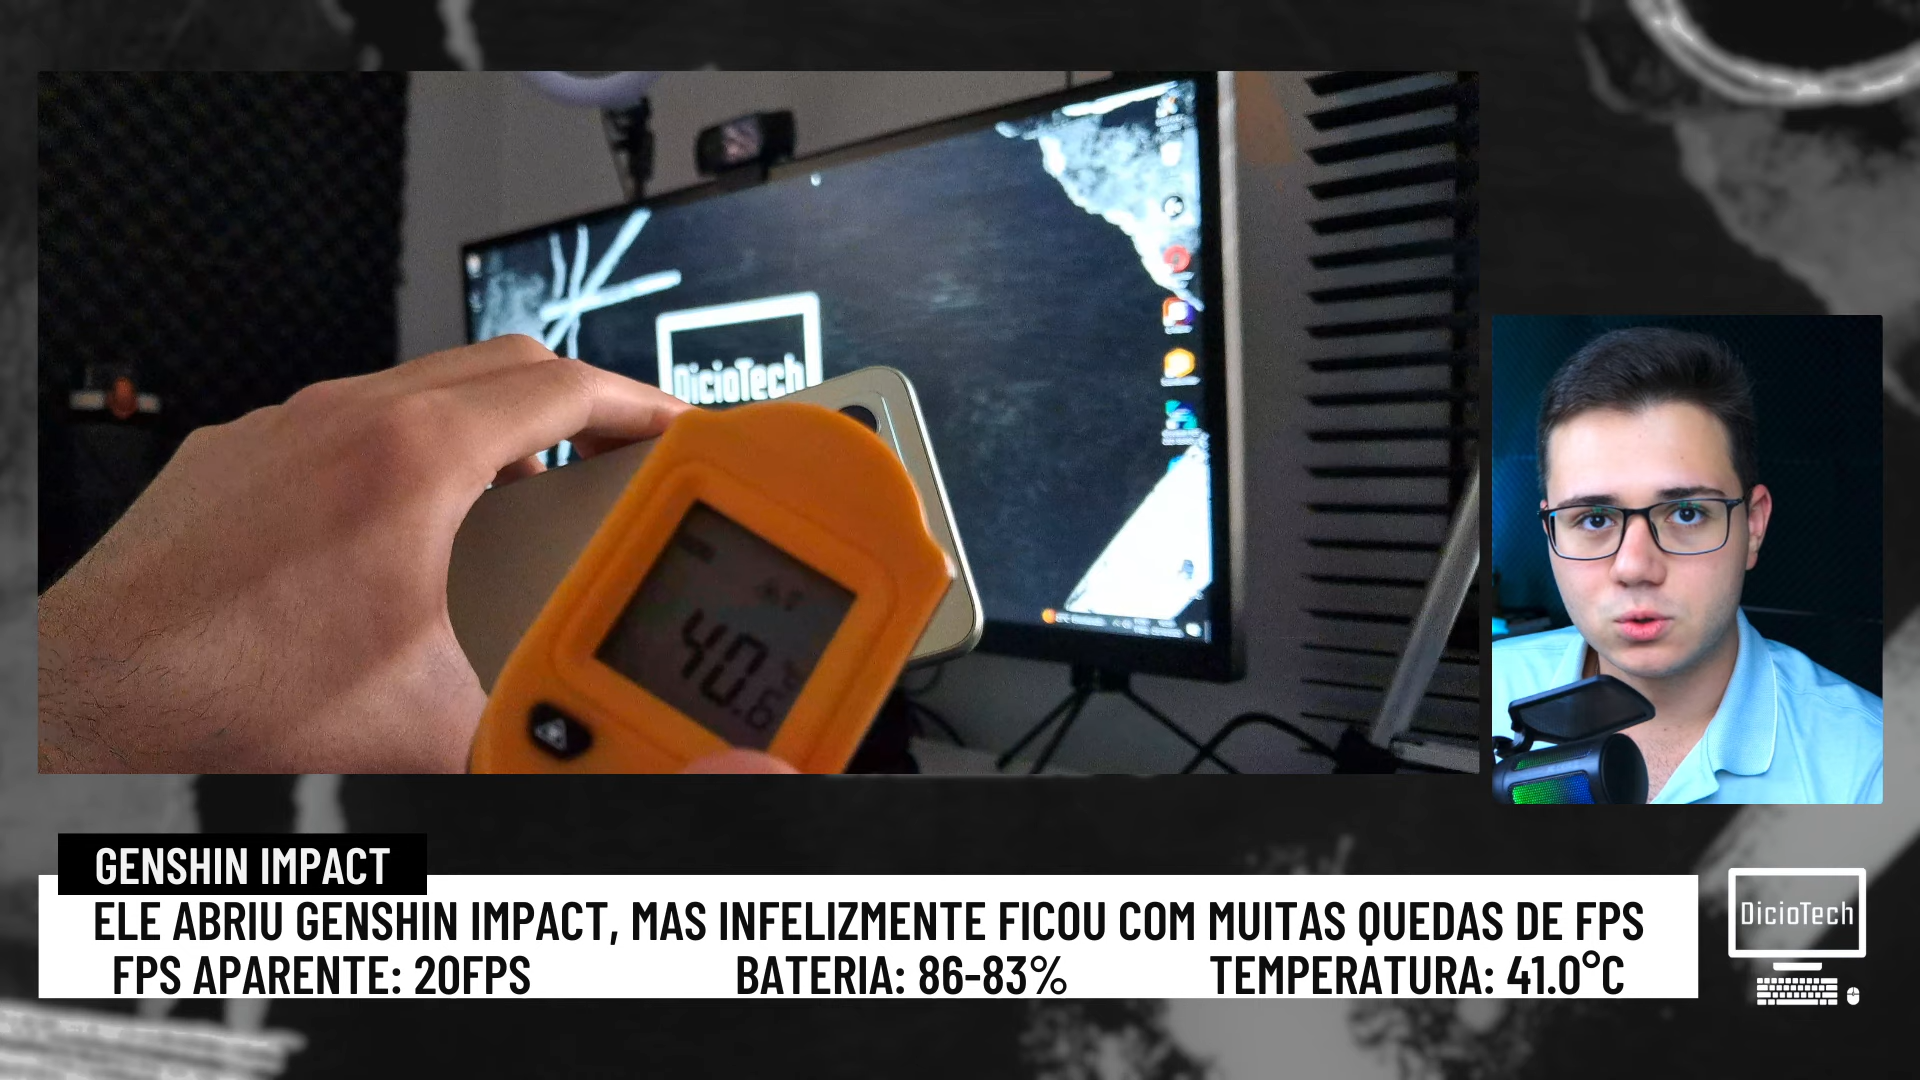 DicioTech
40.6
GENSHIN IMPACT
ELE ABRIU GENSHIN IMPACT, MAS INFELIZMENTE FICOU COM MUITAS QUEDAS DE FPS
FPS APARENTE: 20FPS BATERIA: 86-83% TEMPERATURA: 41.0°C
DicioTech